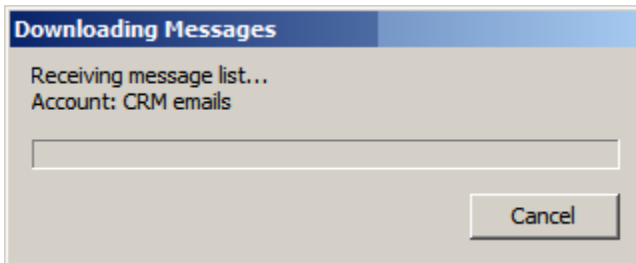 Downloading Messages
Receiving message list...
Account: CRM emails
Cancel